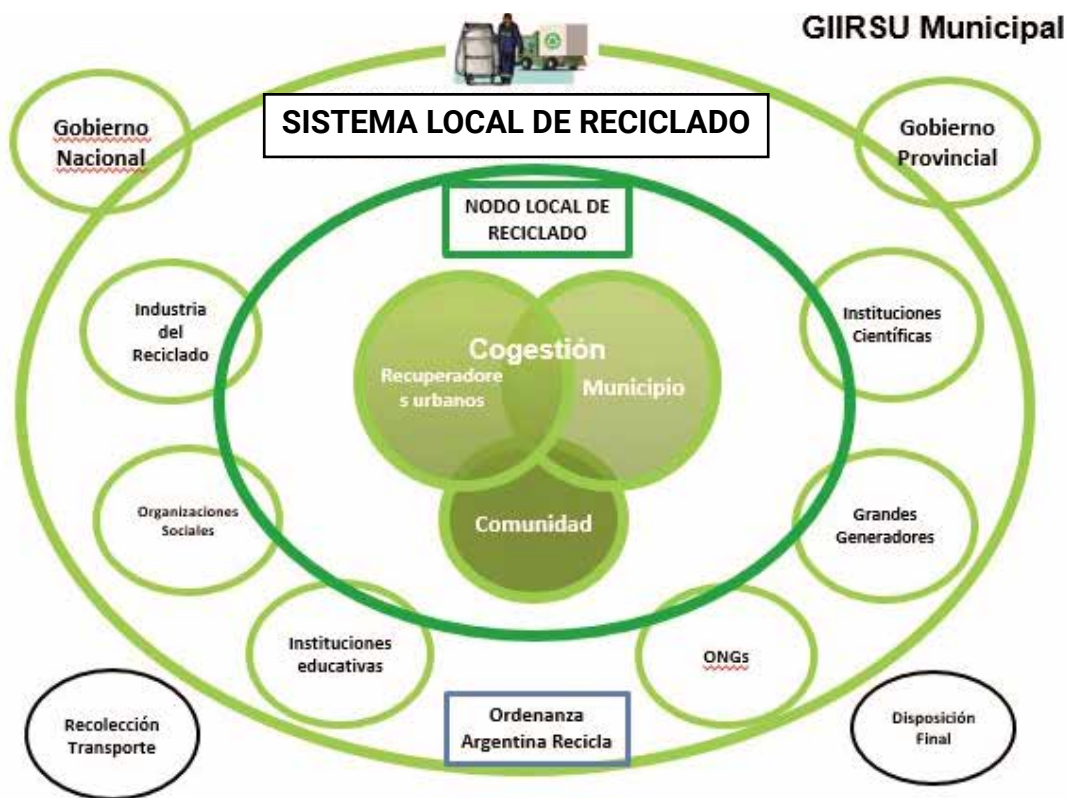 GIIRSU Municipal
SISTEMA LOCAL DE RECICLADO
Gobierno
Nacional
Gobierno
Provincial
NODO LOCAL DE
RECICLADO
Industria
del
Reciclado
Instituciones
Científicas
Cogestión
Recuperadore
s urbanos
Municipio
Comunidad
Organizaciones
Sociales
Grandes
Generadores
Instituciones
educativas
ONGs
Recolección
Transporte
Ordenanza
Argentina Recicla
Disposición
Final